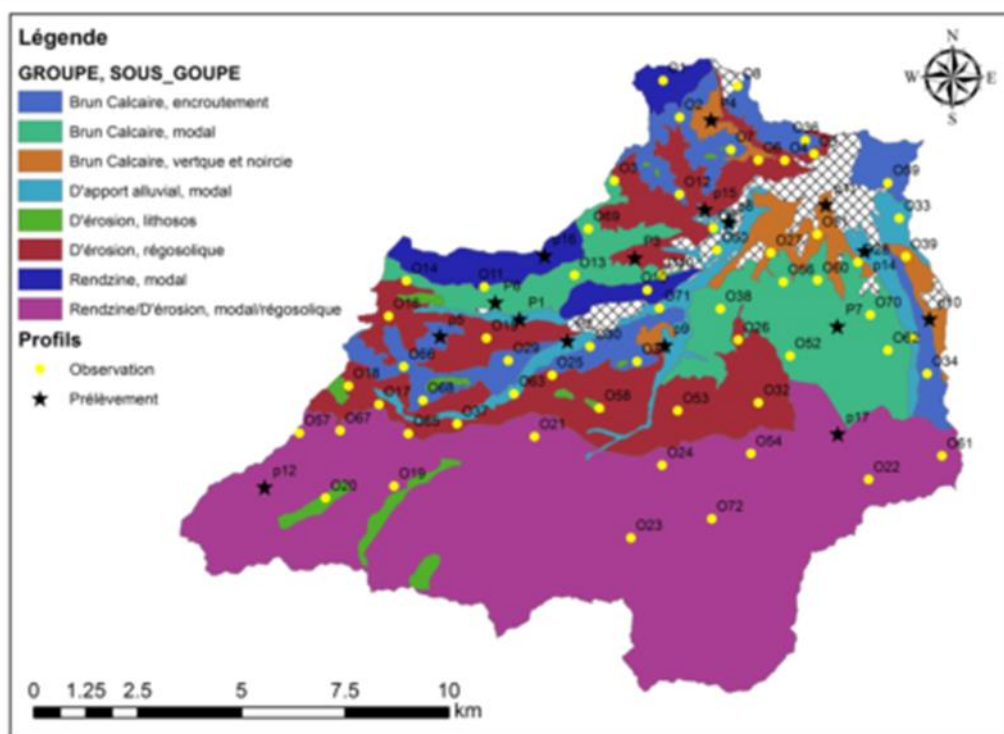 Légende
GROUPE, SOUS_GOUPE
Brun Calcaire, encroutement
Brun Calcaire, modal
Brun Calcaire, vertque et noircie
D'apport alluvial, modal
D'érosion, lithosos
D'érosion, régosolique
Rendzine, modal
Rendzine/D'érosion, modal/régosolique
Profils
Observation
Prélèvement
N
W
E
S
O8
O2
P4
O36
O7
O6
O4
O3
O12
p15
O59
O33
O69
O27
O39
p16
P3
O14
O11
O13
O56
O60
p14
P6
P1
O71
O38
P7
O70
p10
O26
p9
O30
O29
O25
O52
O62
O34
O66
O18
O17
O68
O63
O58
O53
O32
O57
O67
O65
O37
O21
O24
O54
p17
O61
p12
O20
O19
O22
O23
O72
0
1.25
2.5
5
7.5
10
km